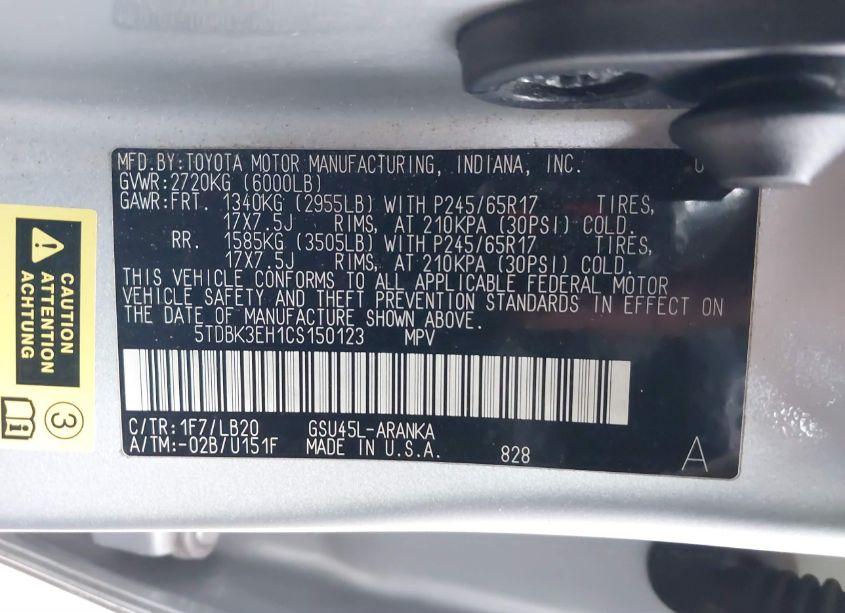 MFD.BY:TOYOTA MOTOR MANUFACTURING, INDIANA, INC.
GVWR:2720KG (6000LB)
GAWR:FRT. 1340KG (2955LB) WITH P245/65R17 TIRES,
17X7.5J RIMS, AT 210KPA (30PSI) COLD.
RR. 1585KG (3505LB) WITH P245/65R17 TIRES,
17X7.5J RIMS, AT 210KPA (30PSI) COLD.
THIS VEHICLE CONFORMS TO ALL APPLICABLE FEDERAL MOTOR
VEHICLE SAFETY AND THEFT PREVENTION STANDARDS IN EFFECT ON
THE DATE OF MANUFACTURE SHOWN ABOVE.
5TDBK3EH1CS150123 MPV
C/TR:1F7/LB20 GSU45L-ARANKA
A/TM:-02B/U151F MADE IN U.S.A. 828 A
CAUTION
ATTENTION
ACHTUNG
3